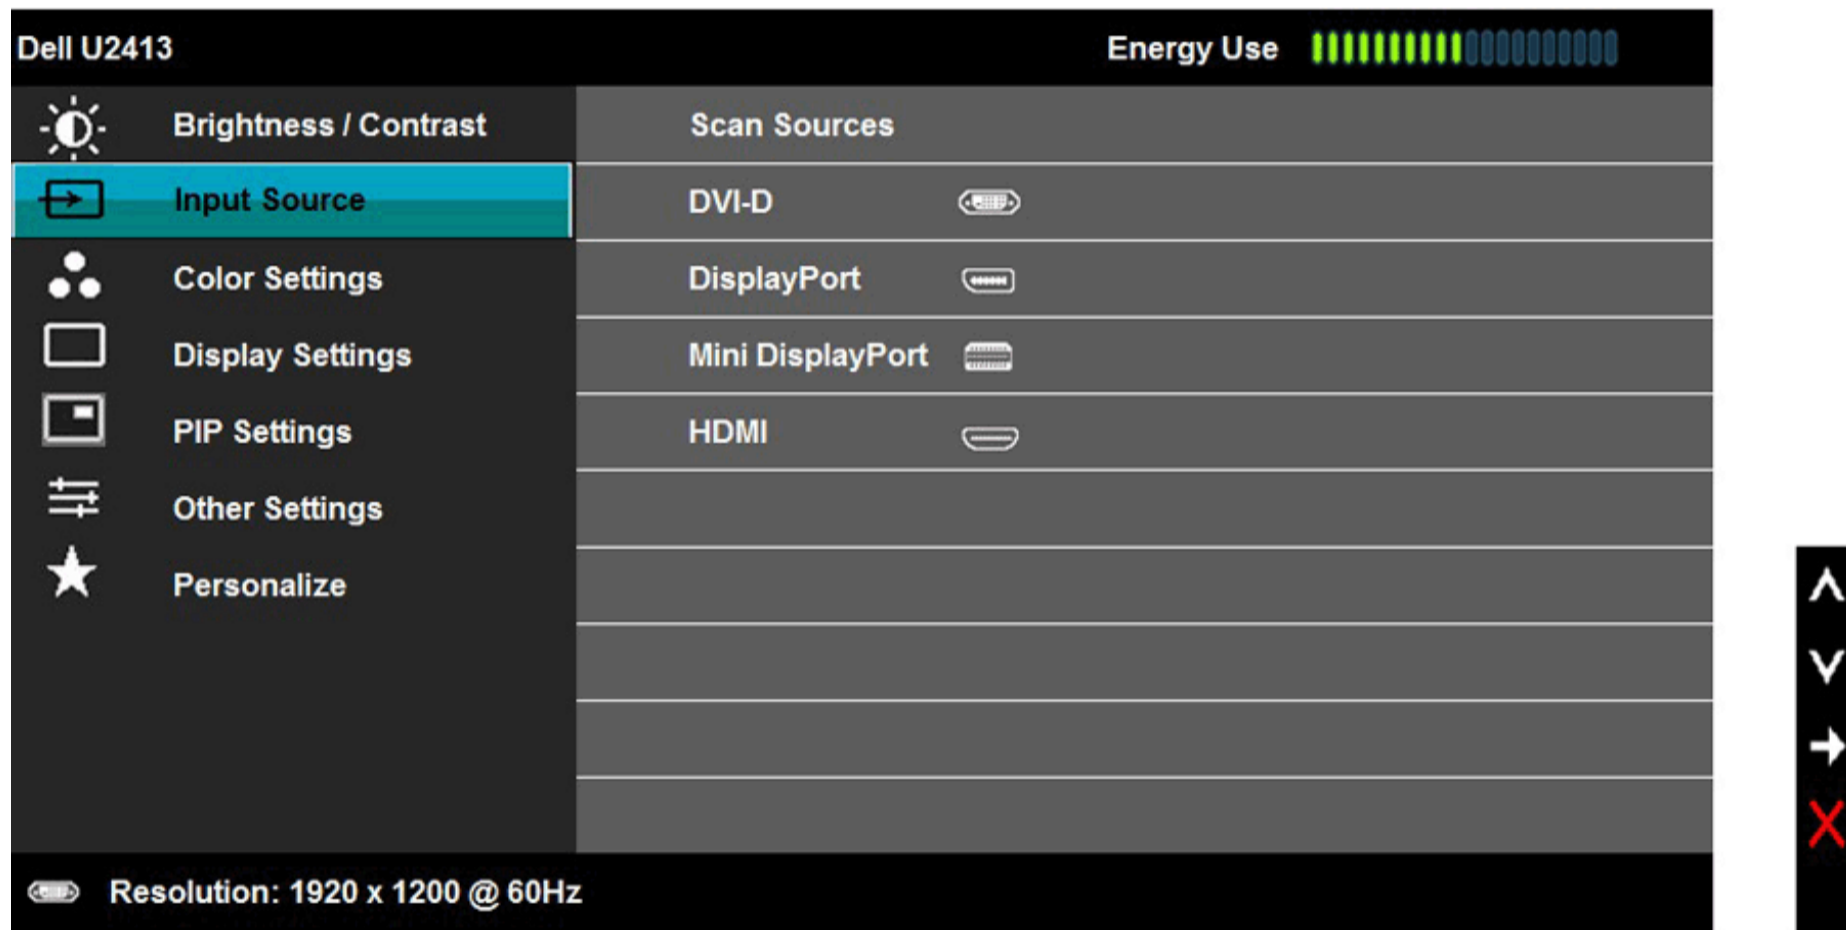 Dell U2413 Energy Use
Brightness / Contrast Scan Sources
Input Source DVI-D
Color Settings DisplayPort
Display Settings Mini DisplayPort
PIP Settings HDMI
Other Settings
Personalize
Resolution: 1920 x 1200 @ 60Hz